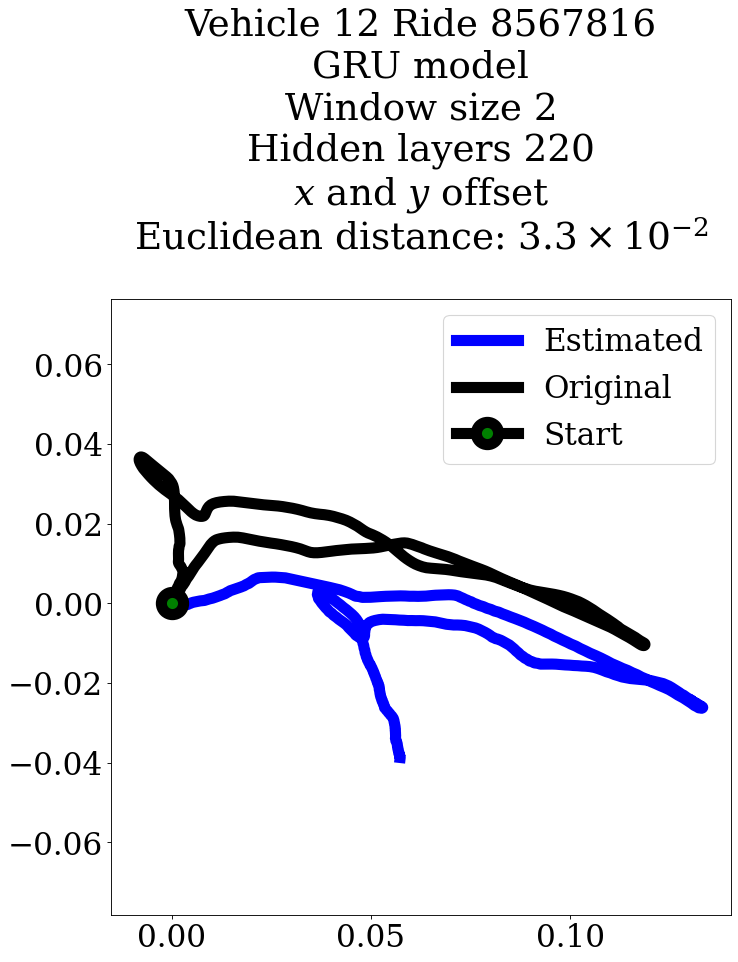 Vehicle 12 Ride 8567816
GRU model
Window size 2
Hidden layers 220
x and y offset
Euclidean distance: 3.3 × 10⁻²
Estimated
Original
Start
0.06
0.04
0.02
0.00
−0.02
−0.04
−0.06
0.00 0.05 0.10